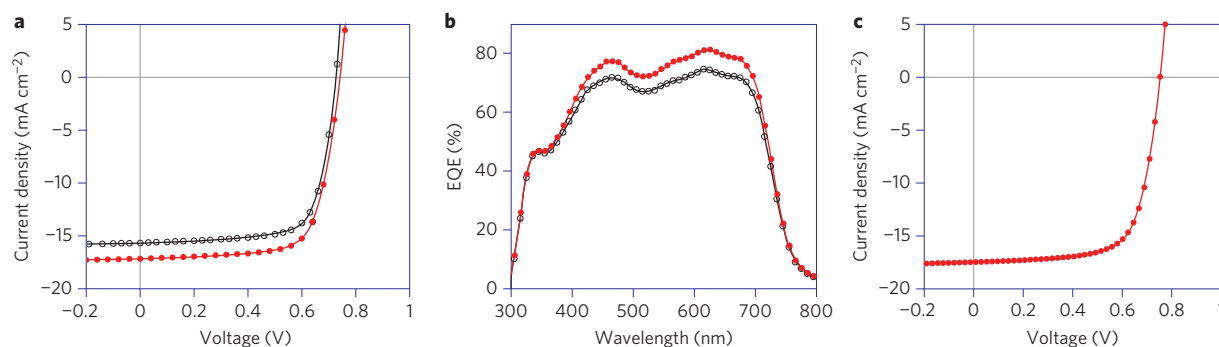 a
5
0
−5
−10
−15
−20
Current density (mA cm−2)
−0.2 0 0.2 0.4 0.6 0.8 1
Voltage (V)
b
80
60
40
20
0
EQE (%)
300 400 500 600 700 800
Wavelength (nm)
c
5
0
−5
−10
−15
−20
Current density (mA cm−2)
−0.2 0 0.2 0.4 0.6 0.8 1
Voltage (V)